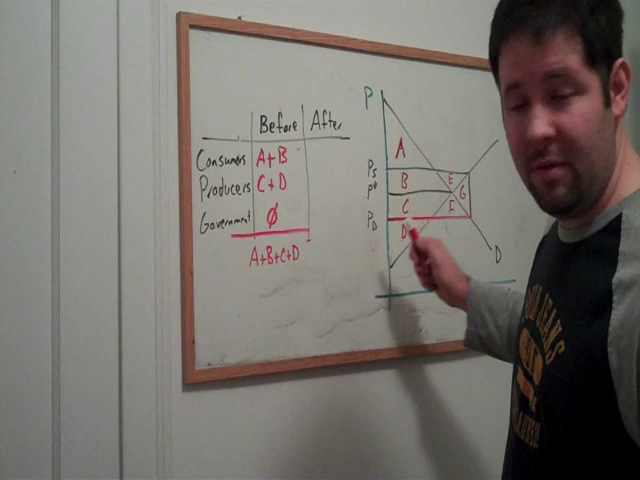 Before After
Consumers A+B
Producers C+D
Government Ø
A+B+C+D
P
A
Ps B E
P* G
C F
PD
D
D